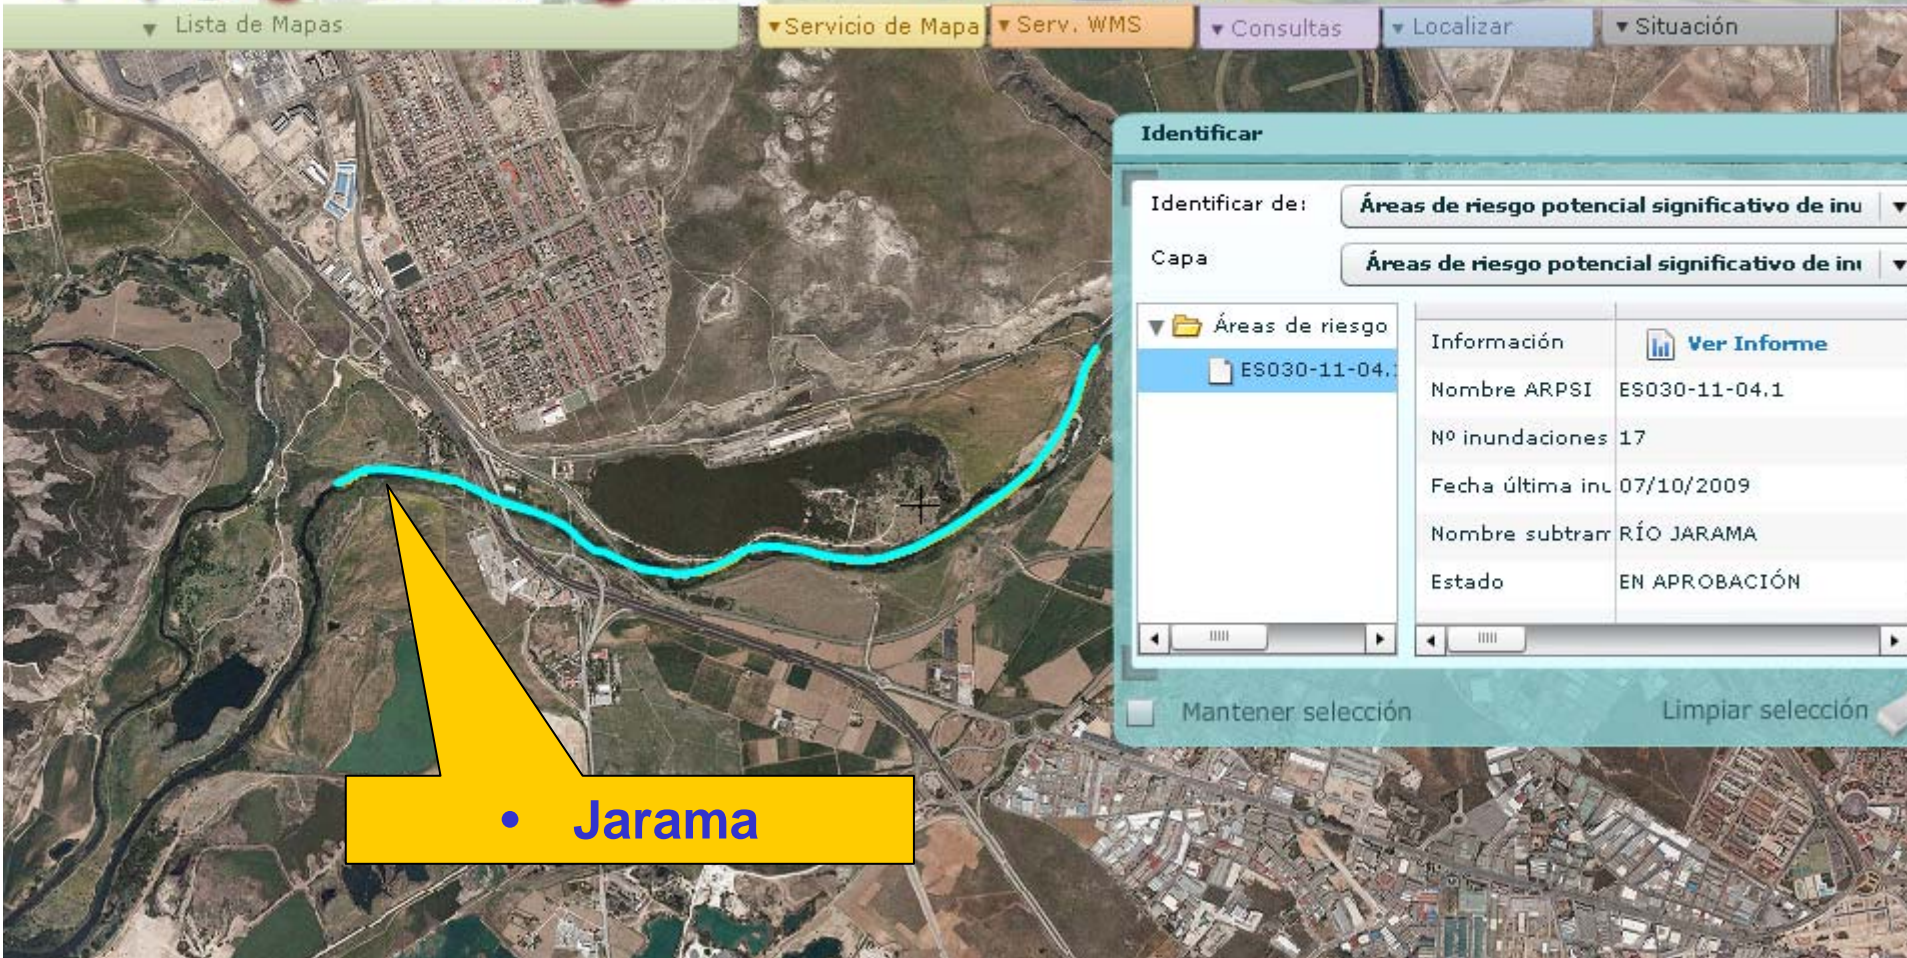 Lista de Mapas
Servicio de Mapa
Serv. WMS
Consultas
Localizar
Situación
Identificar
Identificar de:
Áreas de riesgo potencial significativo de inu
Capa
Áreas de riesgo potencial significativo de inu
Áreas de riesgo
ES030-11-04.
Información
Ver Informe
Nombre ARPSI
ES030-11-04.1
Nº inundaciones
17
Fecha última inu
07/10/2009
Nombre subtram
RÍO JARAMA
Estado
EN APROBACIÓN
Mantener selección
Limpiar selección
• Jarama